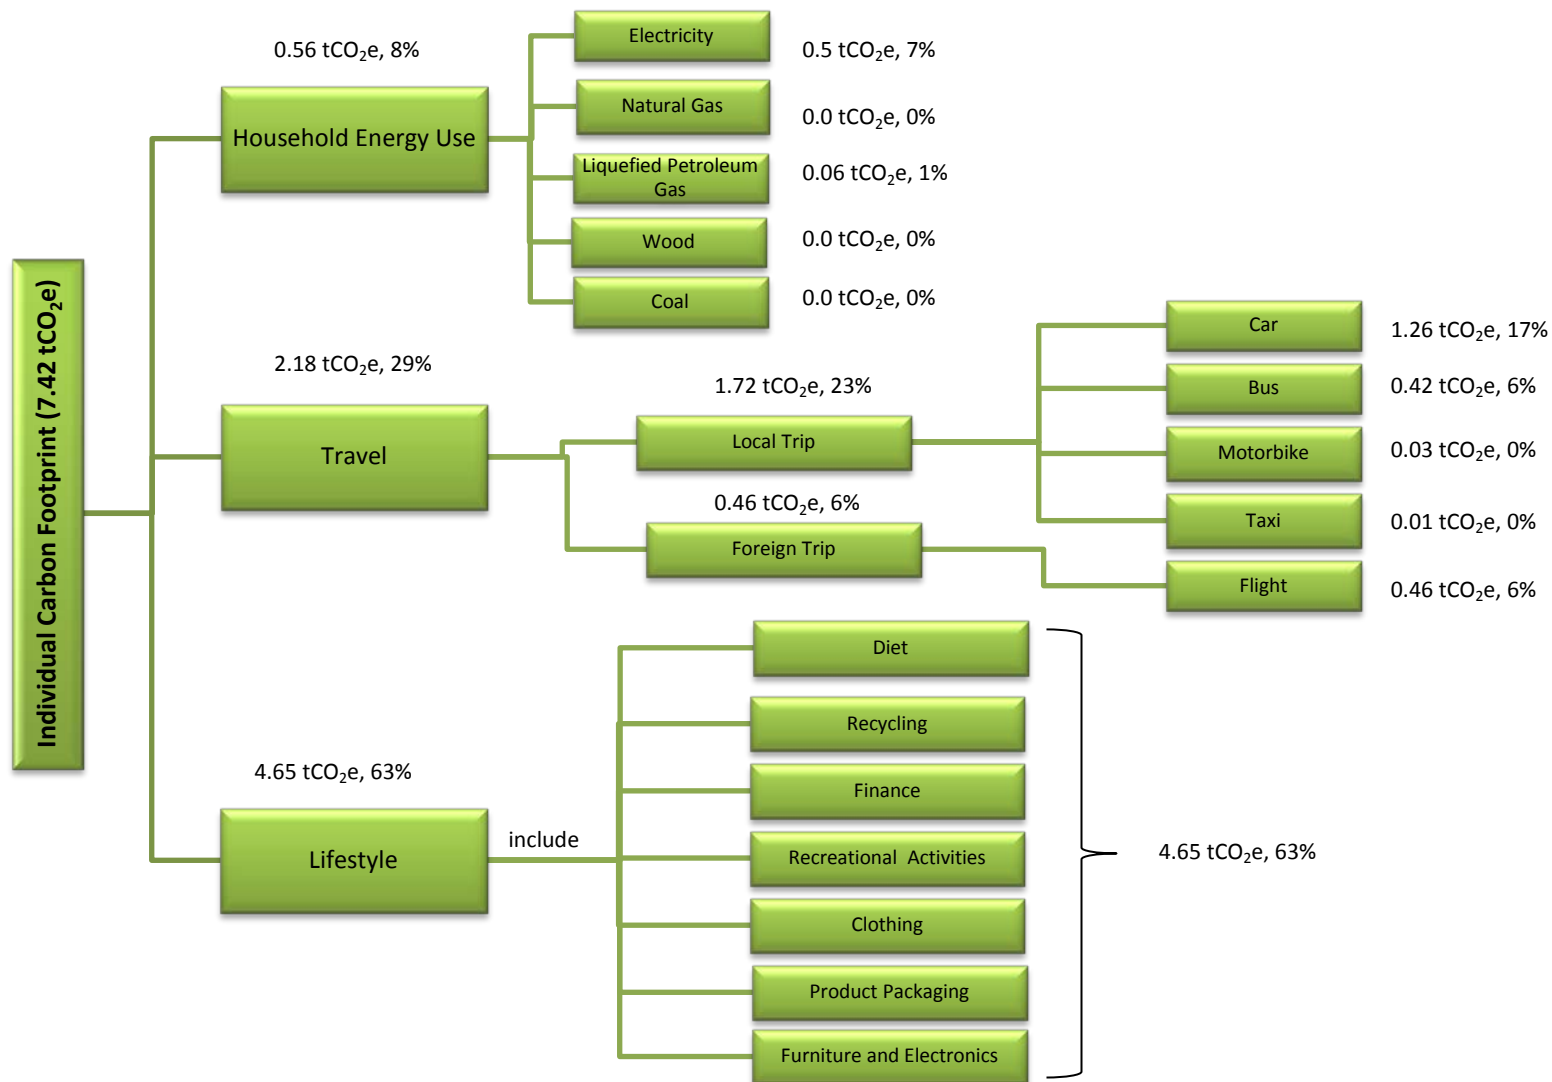 Individual Carbon Footprint (7.42 tCO₂e)
0.56 tCO₂e, 8%
Household Energy Use
Electricity
0.5 tCO₂e, 7%
Natural Gas
0.0 tCO₂e, 0%
Liquefied Petroleum
Gas
0.06 tCO₂e, 1%
Wood
0.0 tCO₂e, 0%
Coal
0.0 tCO₂e, 0%
2.18 tCO₂e, 29%
Travel
1.72 tCO₂e, 23%
Local Trip
Car
1.26 tCO₂e, 17%
Bus
0.42 tCO₂e, 6%
Motorbike
0.03 tCO₂e, 0%
Taxi
0.01 tCO₂e, 0%
0.46 tCO₂e, 6%
Foreign Trip
Flight
0.46 tCO₂e, 6%
4.65 tCO₂e, 63%
Lifestyle
include
Diet
Recycling
Finance
Recreational Activities
Clothing
Product Packaging
Furniture and Electronics
4.65 tCO₂e, 63%